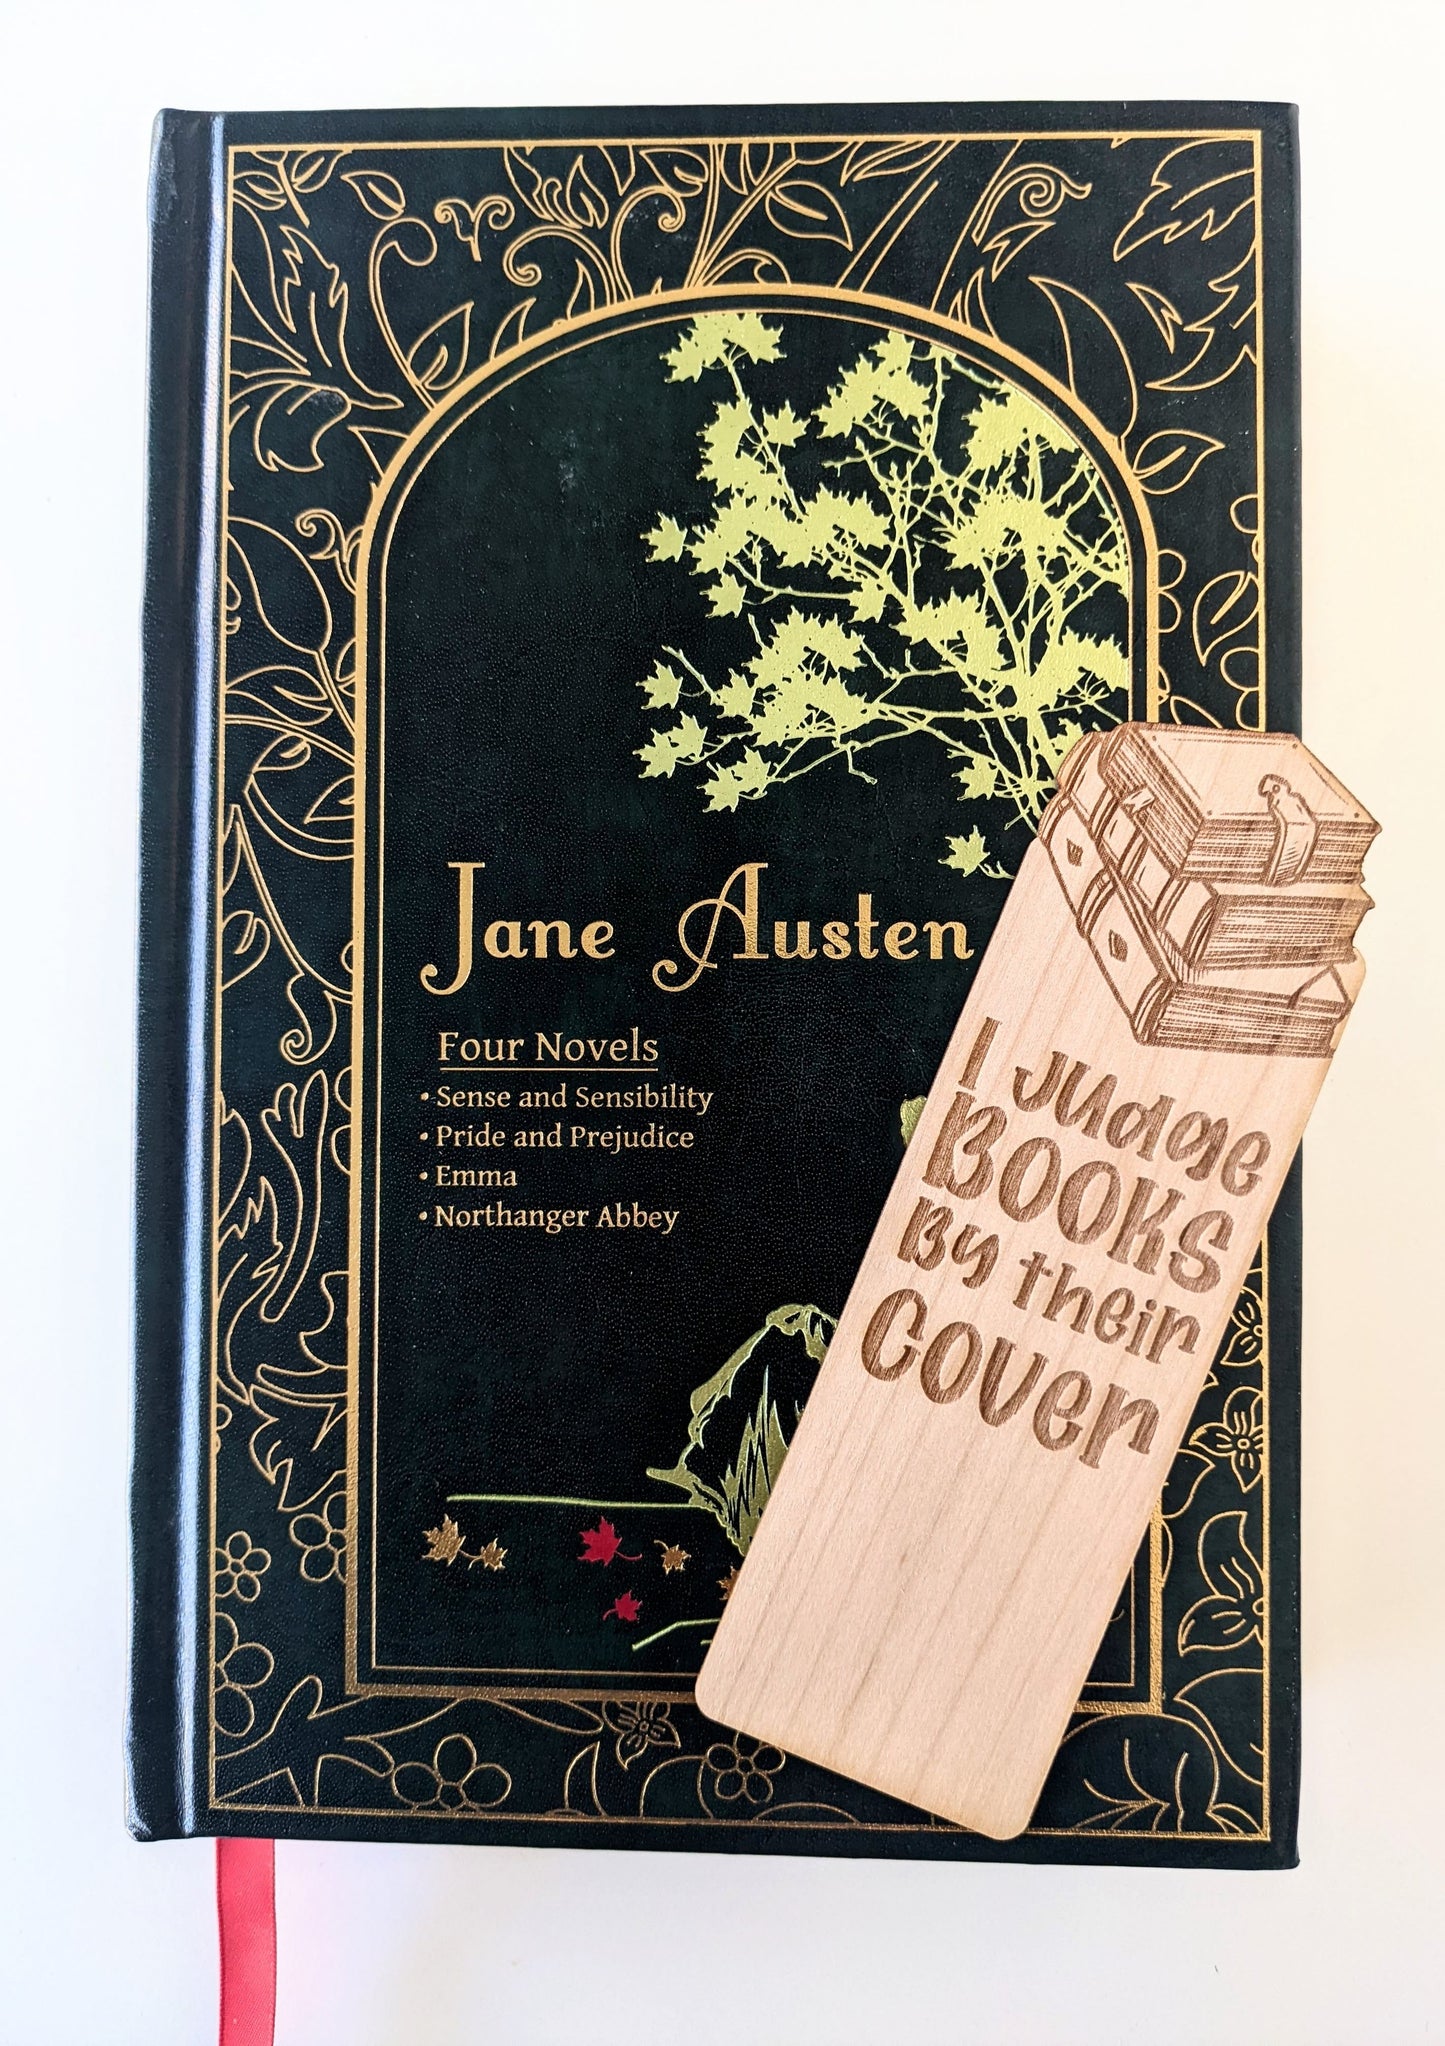 Jane Austen
Four Novels
• Sense and Sensibility
• Pride and Prejudice
• Emma
• Northanger Abbey
I Judge
BOOKS
By their
Cover